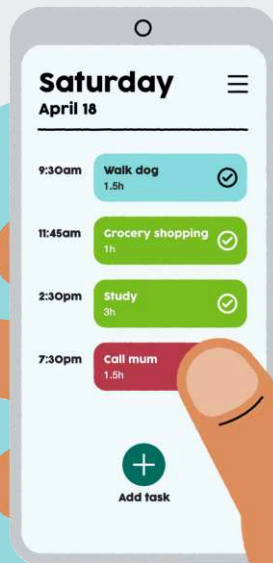 Saturday
April 18
9:30am
Walk dog
1.5h
11:45am
Grocery shopping
1h
2:30pm
Study
3h
7:30pm
Call mum
1.5h
Add task